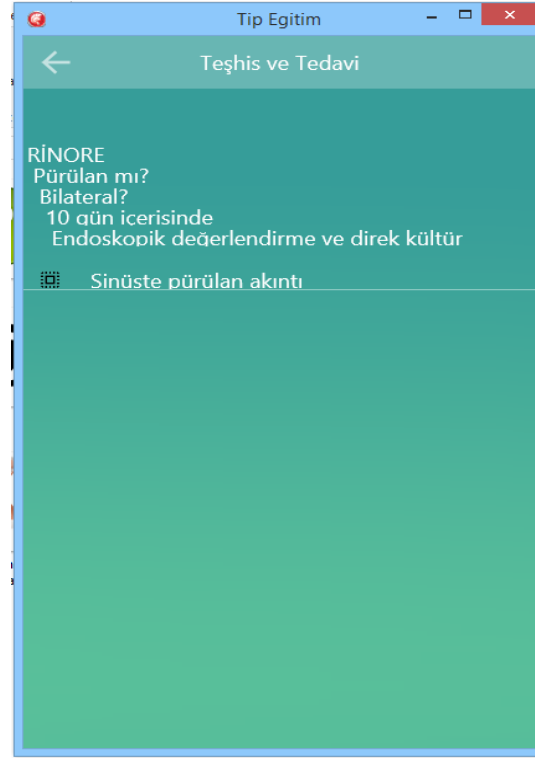 Tip Egitim
Teşhis ve Tedavi
RİNORE
Pürülan mı?
Bilateral?
10 gün içerisinde
Endoskopik değerlendirme ve direk kültür
Sinüste pürülan akıntı